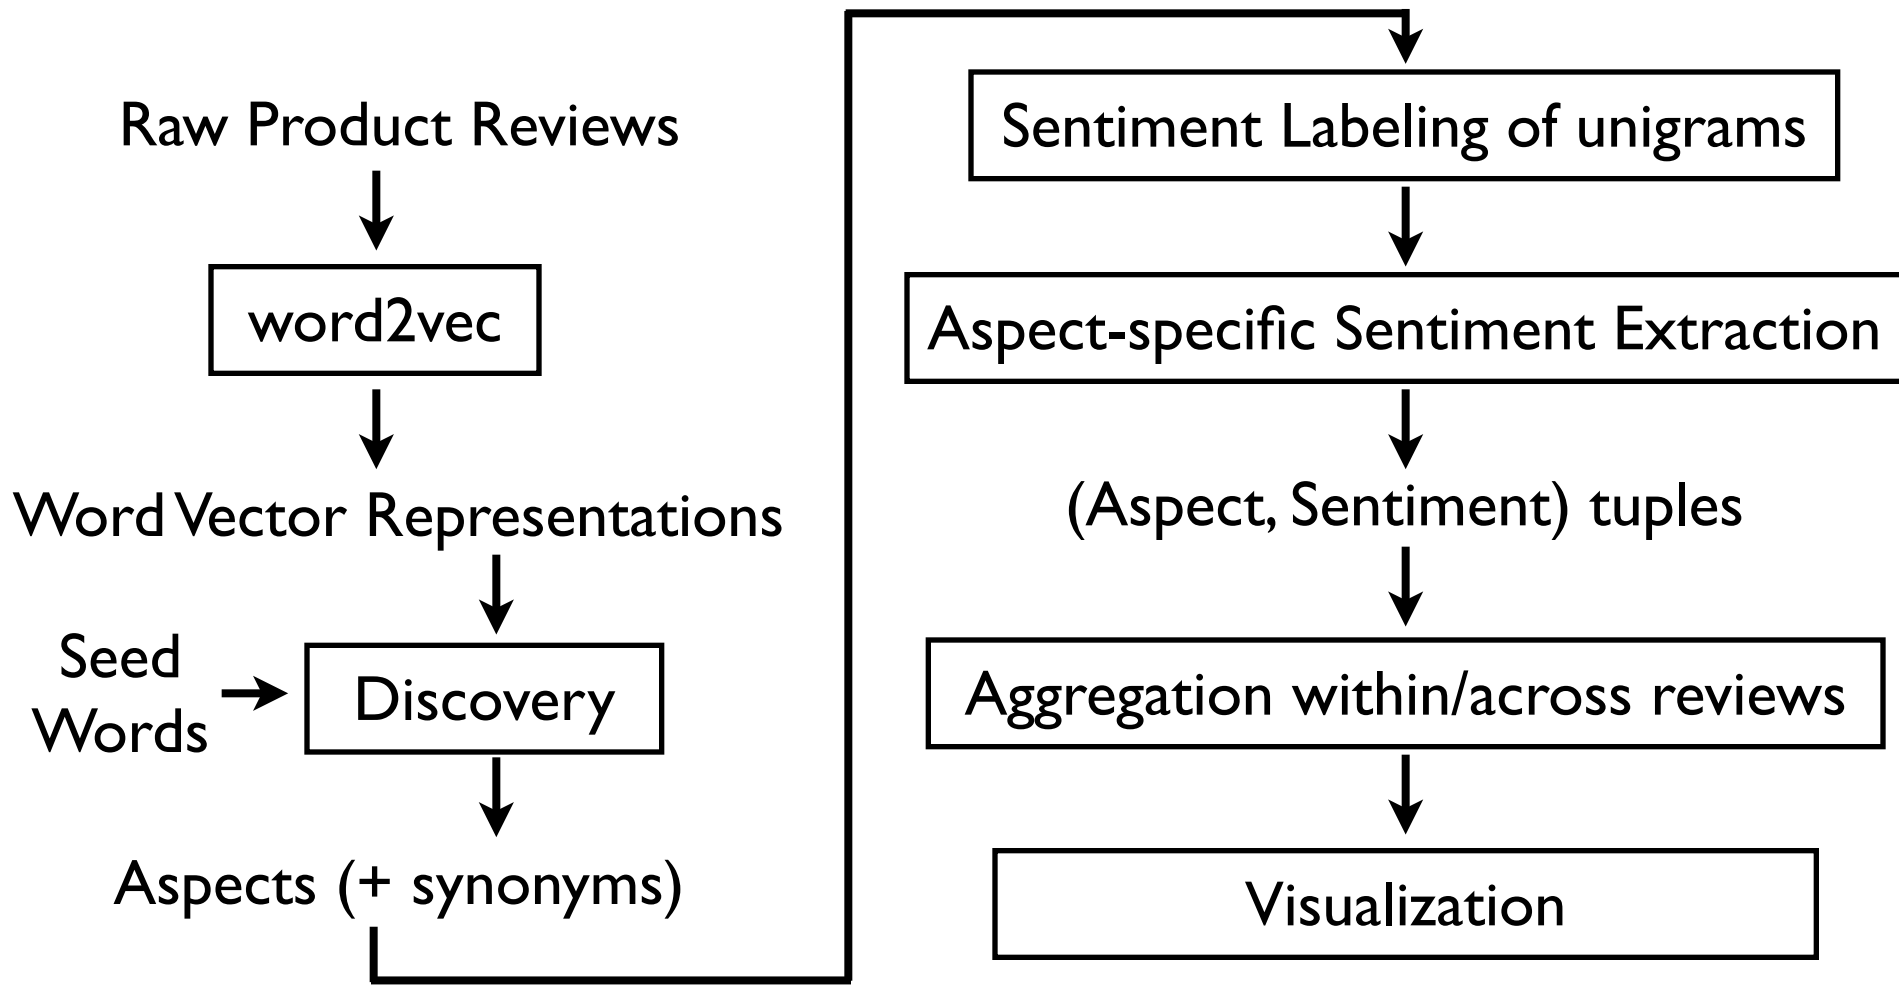 Raw Product Reviews
word2vec
Word Vector Representations
Seed
Words
Discovery
Aspects (+ synonyms)
Sentiment Labeling of unigrams
Aspect-specific Sentiment Extraction
(Aspect, Sentiment) tuples
Aggregation within/across reviews
Visualization